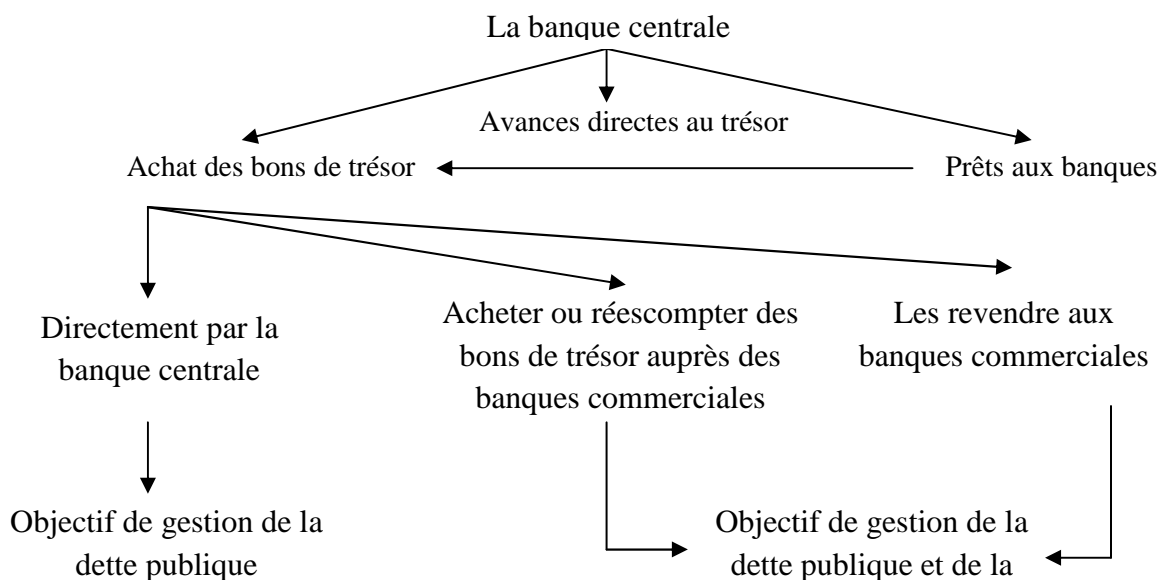 La banque centrale
Avances directes au trésor
Achat des bons de trésor
Prêts aux banques
Directement par la
banque centrale
Acheter ou réescompter des
bons de trésor auprès des
banques commerciales
Les revendre aux
banques commerciales
Objectif de gestion de la
dette publique
Objectif de gestion de la
dette publique et de la